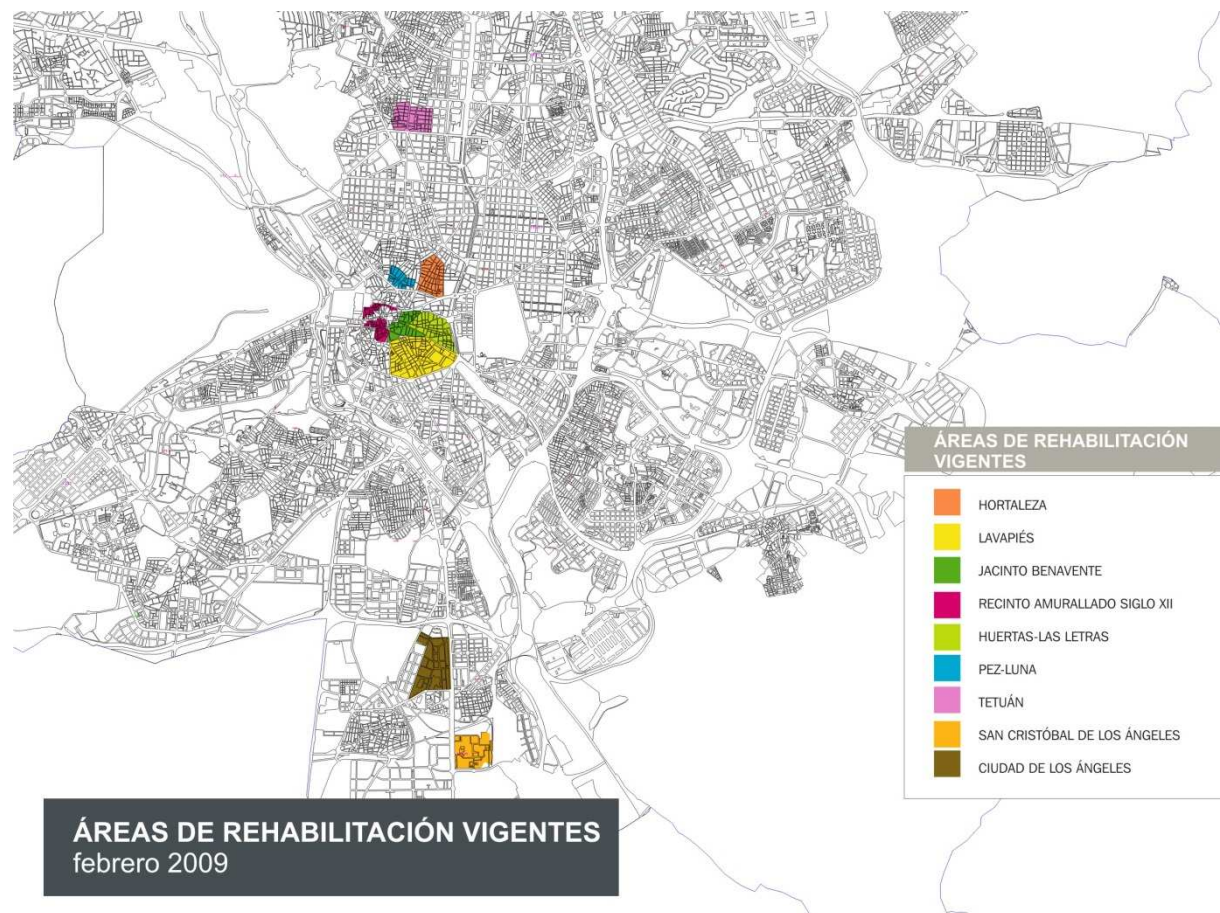 ÁREAS DE REHABILITACIÓN
VIGENTES
HORTALEZA
LAVAPIÉS
JACINTO BENAVENTE
RECINTO AMURALLADO SIGLO XII
HUERTAS-LAS LETRAS
PEZ-LUNA
TETUÁN
SAN CRISTÓBAL DE LOS ÁNGELES
CIUDAD DE LOS ÁNGELES
ÁREAS DE REHABILITACIÓN VIGENTES
febrero 2009